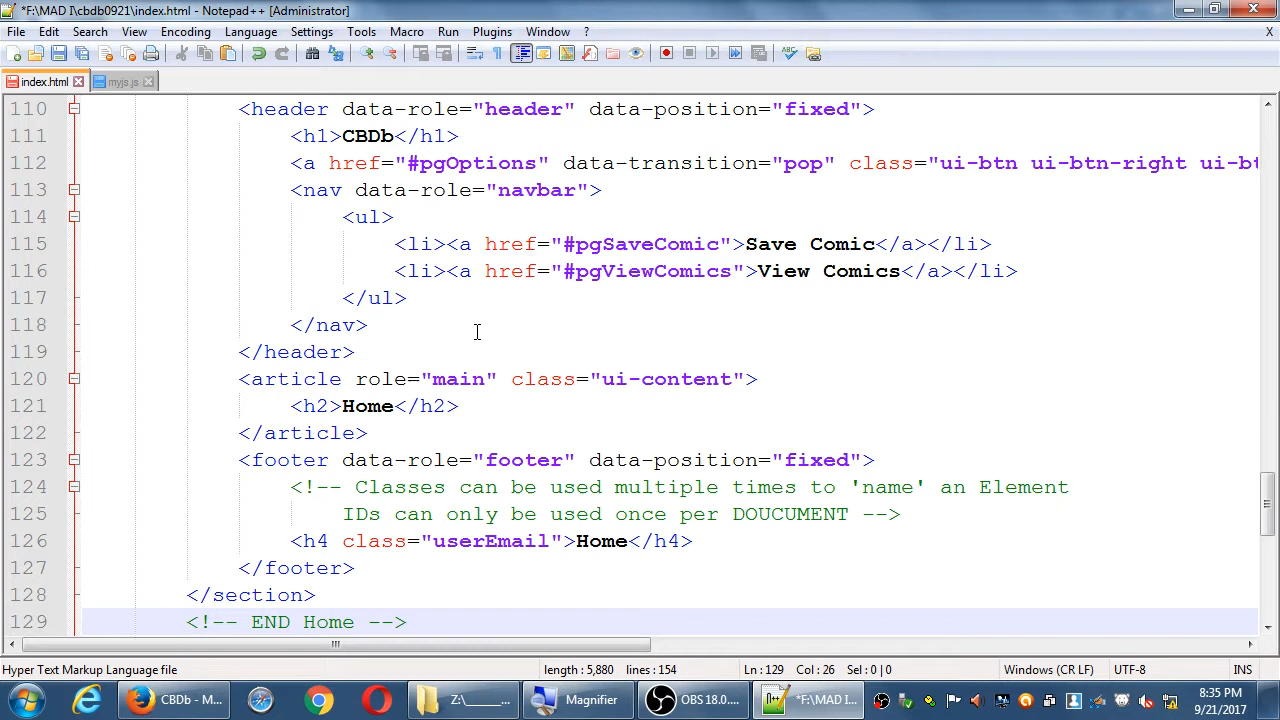 *F:\MAD I\cbdb0921\index.html - Notepad++ [Administrator]
File Edit Search View Encoding Language Settings Tools Macro Run Plugins Window ? X
index.html myjs.js
110 <header data-role="header" data-position="fixed">
111 <h1>CBDb</h1>
112 <a href="#pgOptions" data-transition="pop" class="ui-btn ui-btn-right ui-bt
113 <nav data-role="navbar">
114 <ul>
115 <li><a href="#pgSaveComic">Save Comic</a></li>
116 <li><a href="#pgViewComics">View Comics</a></li>
117 </ul>
118 </nav>
119 </header>
120 <article role="main" class="ui-content">
121 <h2>Home</h2>
122 </article>
123 <footer data-role="footer" data-position="fixed">
124 <!-- Classes can be used multiple times to 'name' an Element
125 IDs can only be used once per DOUCUMENT -->
126 <h4 class="userEmail">Home</h4>
127 </footer>
128 </section>
129 <!-- END Home -->
Hyper Text Markup Language file length : 5,880 lines : 154 Ln : 129 Col : 26 Sel : 0 | 0 Windows (CR LF) UTF-8 INS
CBDb - M... Z:\_____... Magnifier OBS 18.0.... *F:\MAD I... 8:35 PM
9/21/2017